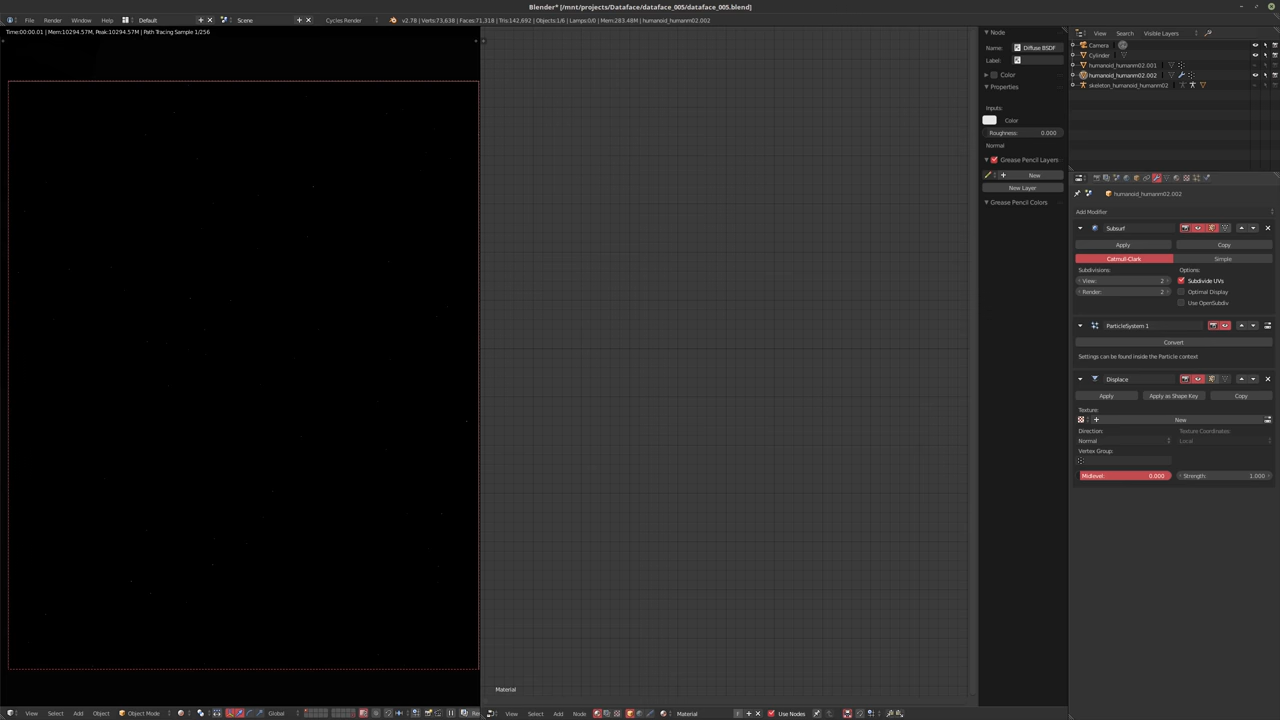 Blender* [/mnt/projects/Dataface/dataface_005/dataface_005.blend]
File Render Window Help Default Scene Cycles Render v2.78 | Verts:73,638 | Faces:71,318 | Tris:142,692 | Objects:1/6 | Lamps:0/0 | Mem:283.48M | humanoid_humanm02.002
Time:00:00.01 | Mem:10294.57M, Peak:10294.57M | Path Tracing Sample 1/256
Node
Name: Diffuse BSDF
Label:
Color
Properties
Inputs:
Color
Roughness: 0.000
Normal
Grease Pencil Layers
New
New Layer
Grease Pencil Colors
View Search Visible Layers
Camera
Cylinder
humanoid_humanm02.001
humanoid_humanm02.002
skeleton_humanoid_humanm02
humanoid_humanm02.002
Add Modifier
Subsurf
Apply Copy
Catmull-Clark Simple
Subdivisions: Options:
View: 2 Subdivide UVs
Render: 2 Optimal Display
Use OpenSubdiv
ParticleSystem 1
Convert
Settings can be found inside the Particle context
Displace
Apply Apply as Shape Key Copy
Texture:
New
Direction: Texture Coordinates:
Normal Local
Vertex Group:
Midlevel: 0.000 Strength: 1.000
Material
View Select Add Object Object Mode Global
View Select Add Node Material F Use Nodes